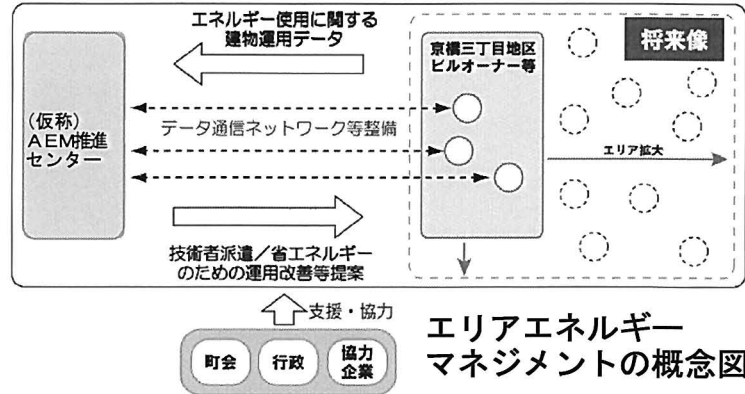 エネルギー使用に関する
建物運用データ
京橋三丁目地区
ビルオーナー等
将来像
(仮称)
AEM推進
センター
データ通信ネットワーク等整備
エリア拡大
技術者派遣/省エネルギー
のための運用改善等提案
支援・協力
町会
行政
協力
企業
エリアエネルギー
マネジメントの概念図